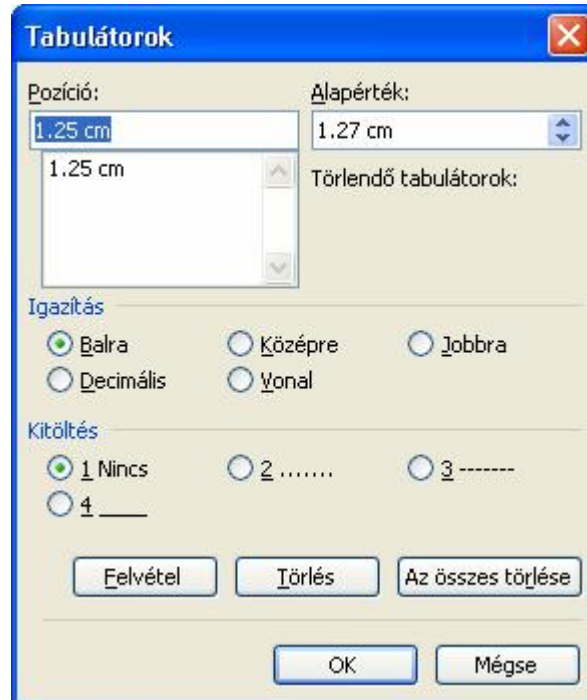 Tabulátorok
Pozíció: Alapérték:
1.25 cm 1.27 cm
1.25 cm
Törlendő tabulátorok:
Igazítás
Balra Középre Jobbra
Decimális Vonal
Kitöltés
1 Nincs 2 ....... 3 -------
4 ____
Felvétel Törlés Az összes törlése
OK Mégse